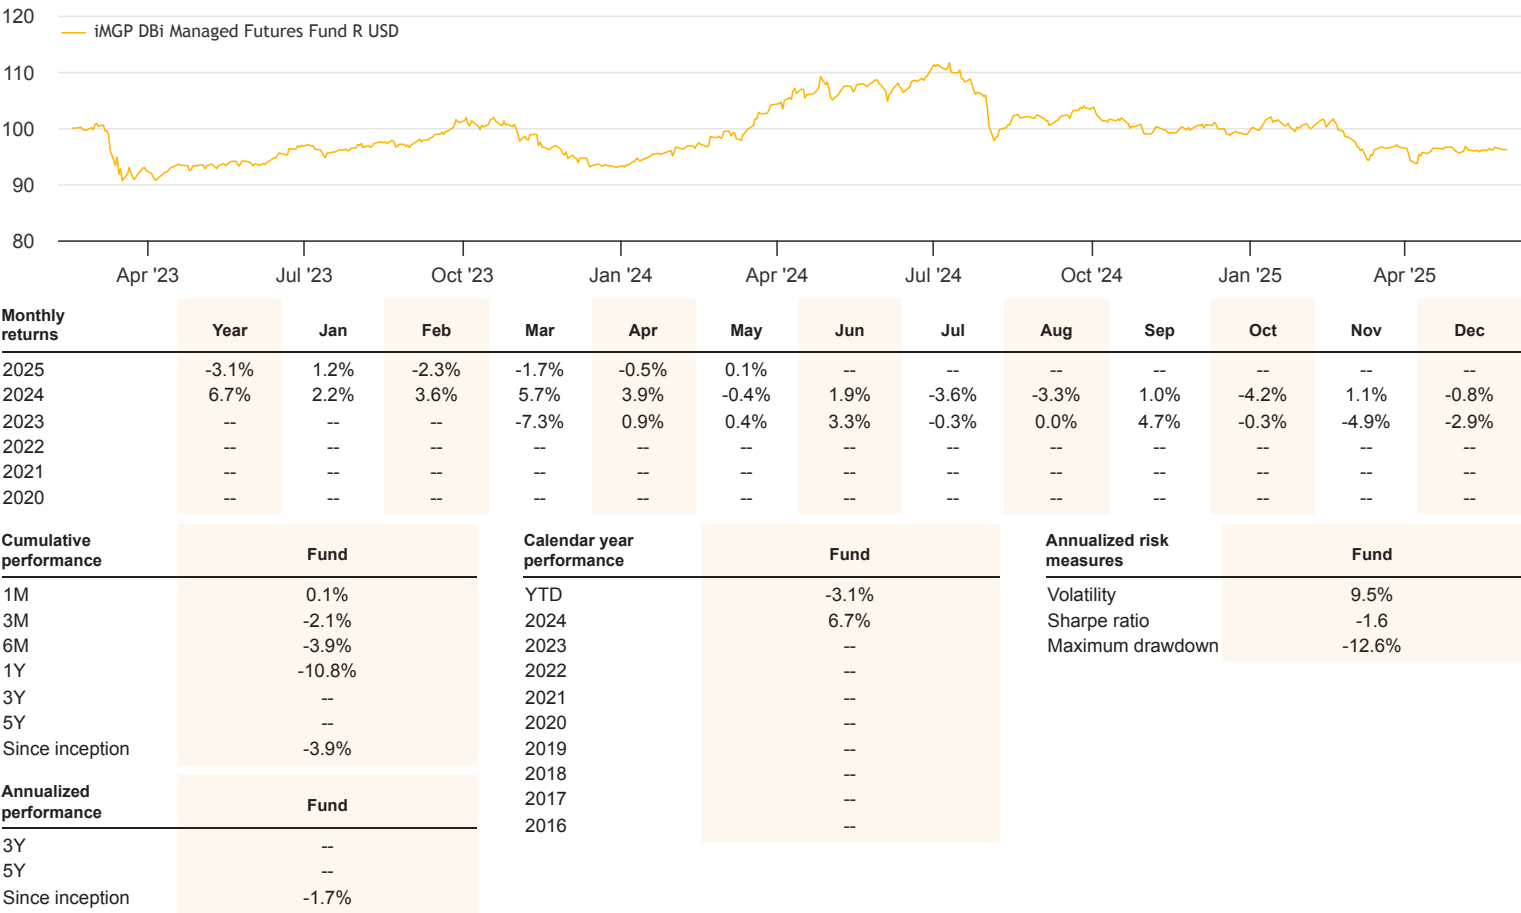 120
iMGP DBi Managed Futures Fund R USD
110
100
90
80
Apr '23 Jul '23 Oct '23 Jan '24 Apr '24 Jul '24 Oct '24 Jan '25 Apr '25
Monthly
returns Year Jan Feb Mar Apr May Jun Jul Aug Sep Oct Nov Dec
2025 -3.1% 1.2% -2.3% -1.7% -0.5% 0.1% -- -- -- -- -- -- --
2024 6.7% 2.2% 3.6% 5.7% 3.9% -0.4% 1.9% -3.6% -3.3% 1.0% -4.2% 1.1% -0.8%
2023 -- -- -- -7.3% 0.9% 0.4% 3.3% -0.3% 0.0% 4.7% -0.3% -4.9% -2.9%
2022 -- -- -- -- -- -- -- -- -- -- -- -- --
2021 -- -- -- -- -- -- -- -- -- -- -- -- --
2020 -- -- -- -- -- -- -- -- -- -- -- -- --
Cumulative
performance Fund
1M 0.1%
3M -2.1%
6M -3.9%
1Y -10.8%
3Y --
5Y --
Since inception -3.9%
Annualized
performance Fund
3Y --
5Y --
Since inception -1.7%
Calendar year
performance Fund
YTD -3.1%
2024 6.7%
2023 --
2022 --
2021 --
2020 --
2019 --
2018 --
2017 --
2016 --
Annualized risk
measures Fund
Volatility 9.5%
Sharpe ratio -1.6
Maximum drawdown -12.6%